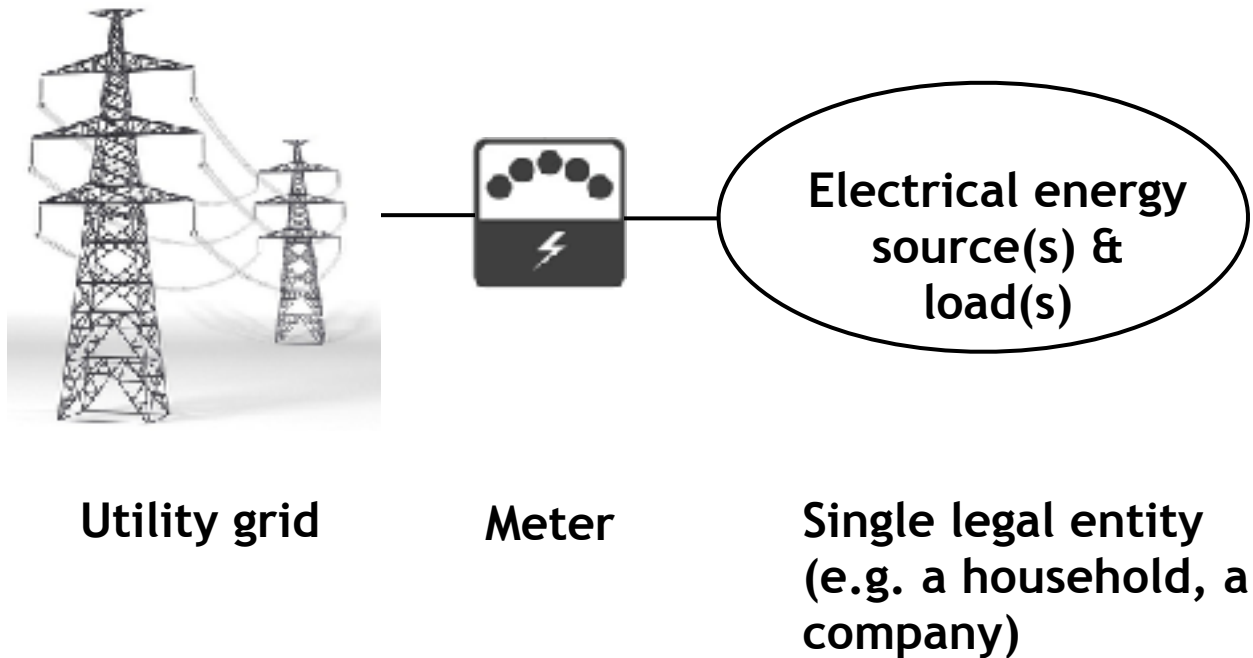 Electrical energy
source(s) &
load(s)
Utility grid
Meter
Single legal entity
(e.g. a household, a
company)